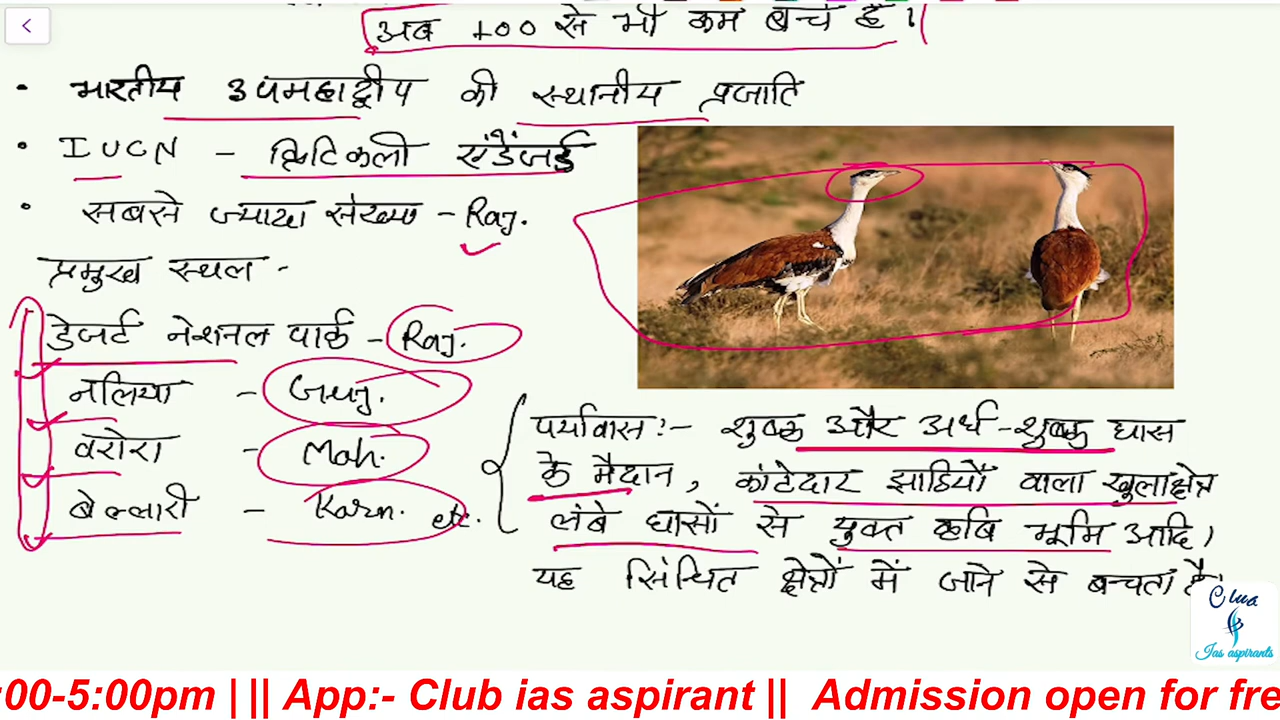 अब 100 से भी कम बचे हैं।
• भारतीय उपमहाद्वीप की स्थानीय प्रजाति
• IUCN - क्रिटिकली एंडेंजर्ड
• सबसे ज्यादा संख्या - Raj.
प्रमुख स्थल -
डेजर्ट नेशनल पार्क - Raj.
नलिया - Guj.
वरोरा - Mah.
बेल्लारी - Karn. etc.
पर्यावास :- शुष्क और अर्ध-शुष्क घास
के मैदान, कांटेदार झाडियों वाला खुला क्षेत्र
लंबे घासों से युक्त कृषि भूमि आदि।
यह सिंचित क्षेत्रों में जाने से बचता है।
Club
Ias aspirants
:00-5:00pm | || App:- Club ias aspirant || Admission open for fre